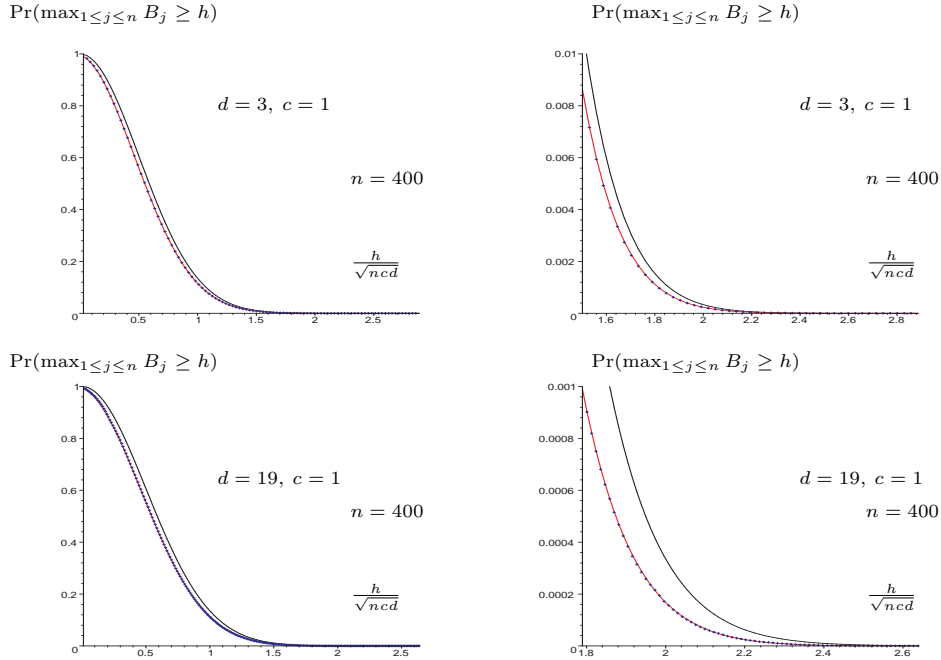 Pr(max_{1≤j≤n} B_j ≥ h)
1
0.8
0.6
0.4
0.2
0
0.5
1
1.5
2
2.5
d = 3, c = 1
n = 400
h/√ncd
Pr(max_{1≤j≤n} B_j ≥ h)
0.01
0.008
0.006
0.004
0.002
0
1.6
1.8
2
2.2
2.4
2.6
2.8
d = 3, c = 1
n = 400
h/√ncd
Pr(max_{1≤j≤n} B_j ≥ h)
1
0.8
0.6
0.4
0.2
0
0.5
1
1.5
2
2.5
d = 19, c = 1
n = 400
h/√ncd
Pr(max_{1≤j≤n} B_j ≥ h)
0.001
0.0008
0.0006
0.0004
0.0002
0
1.8
2
2.2
2.4
2.6
d = 19, c = 1
n = 400
h/√ncd